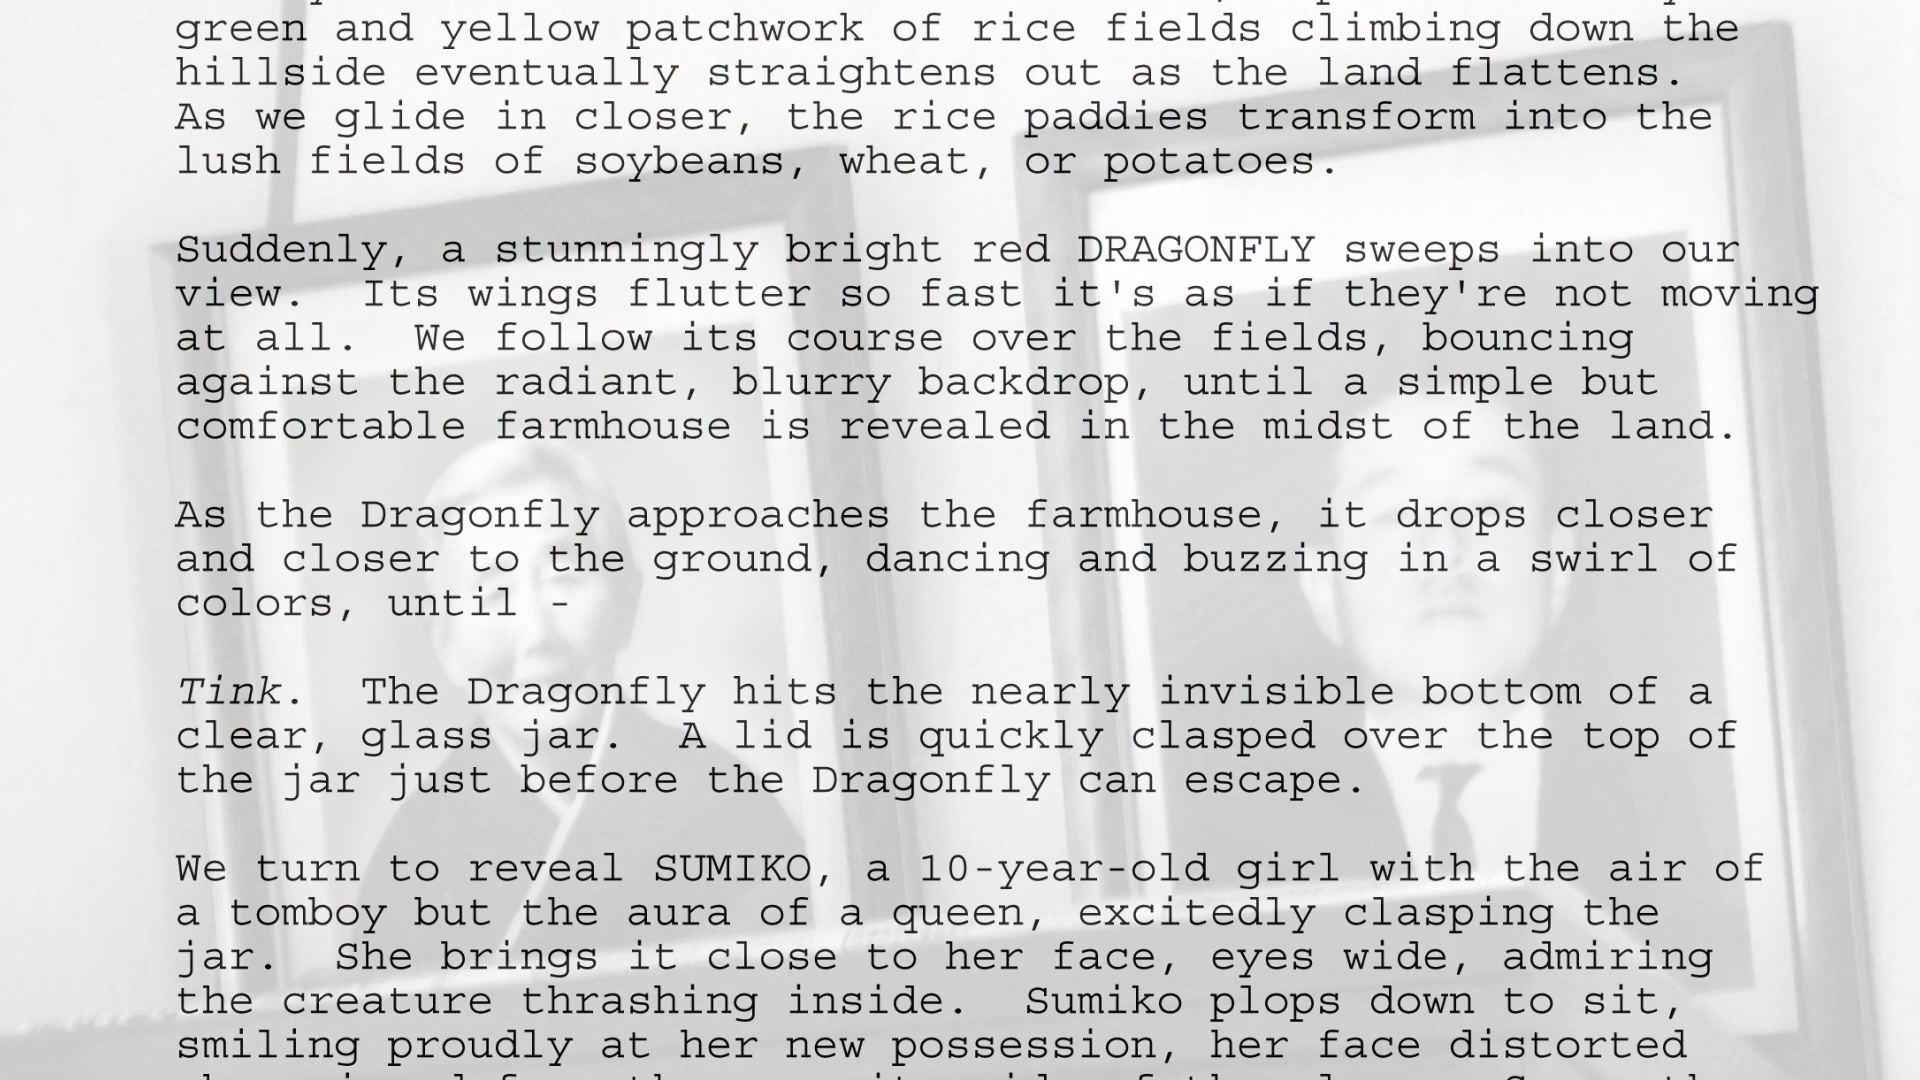 green and yellow patchwork of rice fields climbing down the
hillside eventually straightens out as the land flattens.
As we glide in closer, the rice paddies transform into the
lush fields of soybeans, wheat, or potatoes.
Suddenly, a stunningly bright red DRAGONFLY sweeps into our
view.  Its wings flutter so fast it's as if they're not moving
at all.  We follow its course over the fields, bouncing
against the radiant, blurry backdrop, until a simple but
comfortable farmhouse is revealed in the midst of the land.
As the Dragonfly approaches the farmhouse, it drops closer
and closer to the ground, dancing and buzzing in a swirl of
colors, until -
Tink.  The Dragonfly hits the nearly invisible bottom of a
clear, glass jar.  A lid is quickly clasped over the top of
the jar just before the Dragonfly can escape.
We turn to reveal SUMIKO, a 10-year-old girl with the air of
a tomboy but the aura of a queen, excitedly clasping the
jar.  She brings it close to her face, eyes wide, admiring
the creature thrashing inside.  Sumiko plops down to sit,
smiling proudly at her new possession, her face distorted